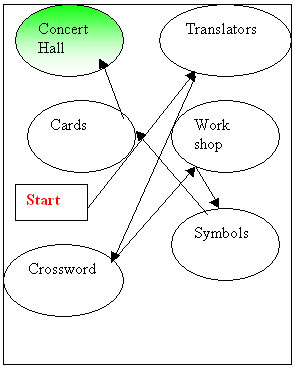 Concert
Hall
Translators
Cards
Work
shop
Start
Symbols
Crossword